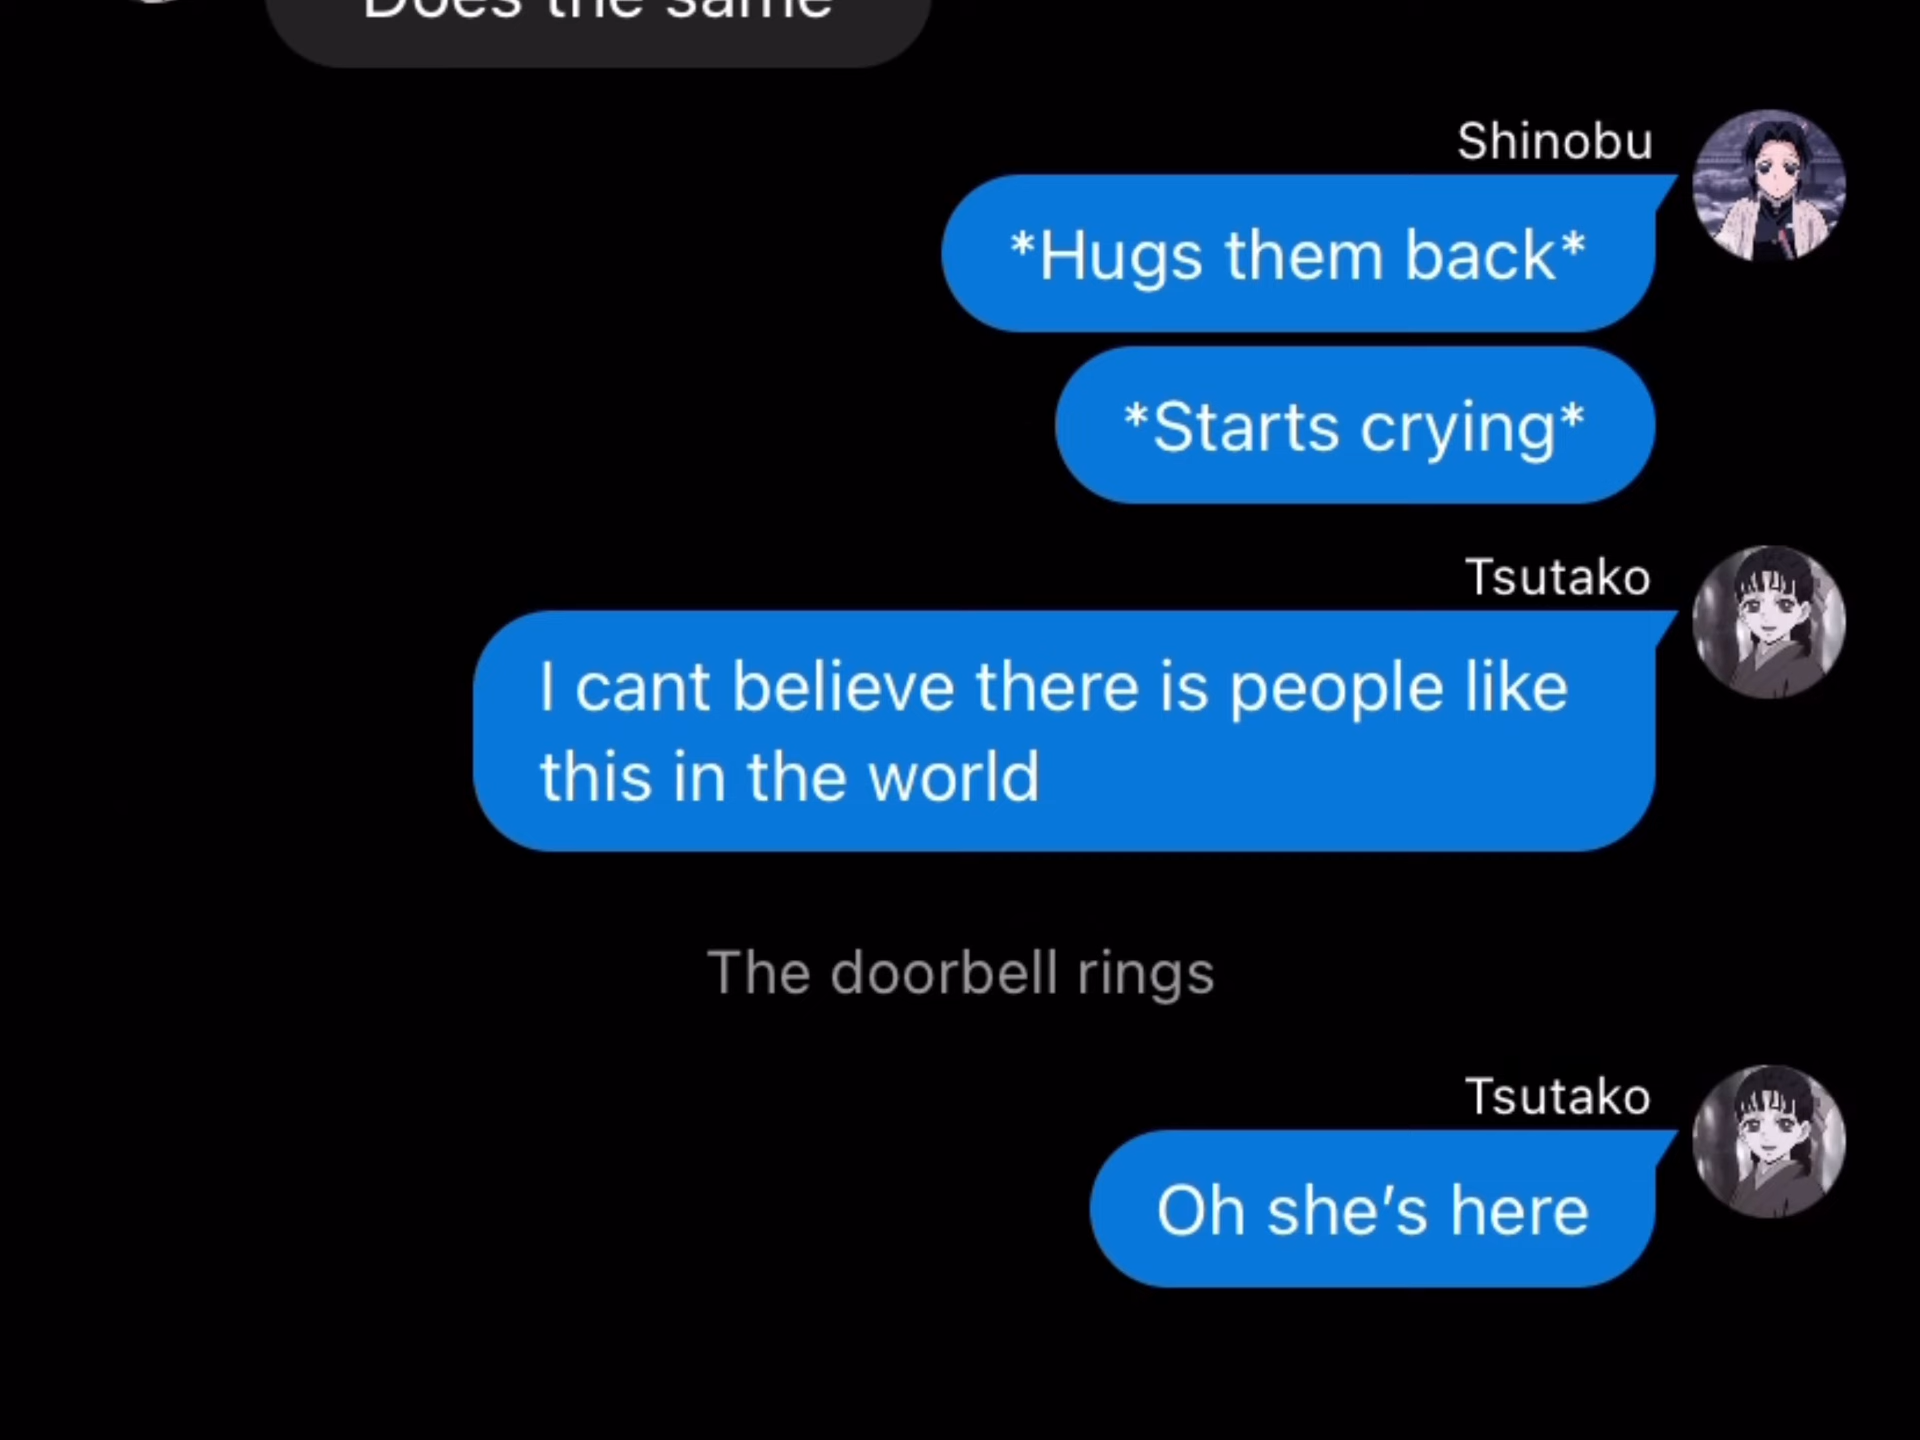 Does the same
Shinobu
*Hugs them back*
*Starts crying*
Tsutako
I cant believe there is people like
this in the world
The doorbell rings
Tsutako
Oh she’s here